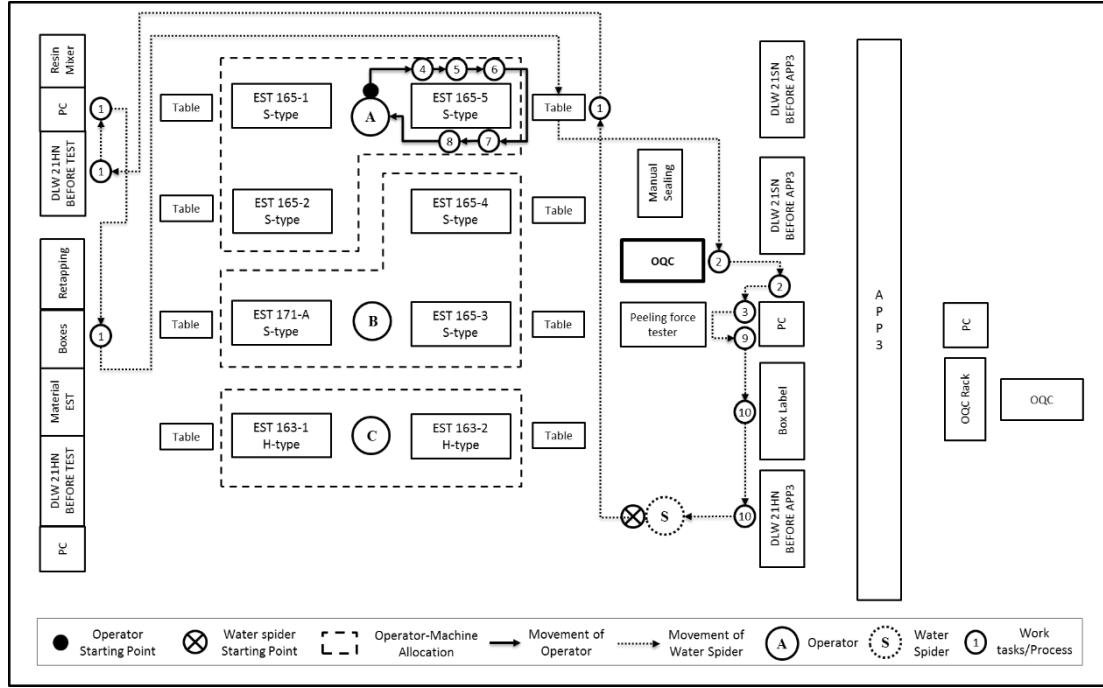 Resin
Mixer
PC
DLW 21HN
BEFORE TEST
Retapping
Boxes
Material
EST
DLW 21HN
BEFORE TEST
PC
1
1
1
Table
Table
Table
Table
EST 165-1
S-type
A
4
5
6
EST 165-5
S-type
8
7
Table
1
EST 165-2
S-type
EST 165-4
S-type
Table
EST 171-A
S-type
B
EST 165-3
S-type
Table
EST 163-1
H-type
C
EST 163-2
H-type
Table
Manual
Sealing
OQC
2
2
Peeling force
tester
3
9
PC
10
Box Label
10
S
DLW 21SN
BEFORE APP3
DLW 21SN
BEFORE APP3
DLW 21HN
BEFORE APP3
A
P
P
3
PC
OQC Rack
OQC
Operator
Starting Point
Water spider
Starting Point
Operator-Machine
Allocation
Movement of
Operator
Movement of
Water Spider
A
Operator
S
Water
Spider
1
Work
tasks/Process